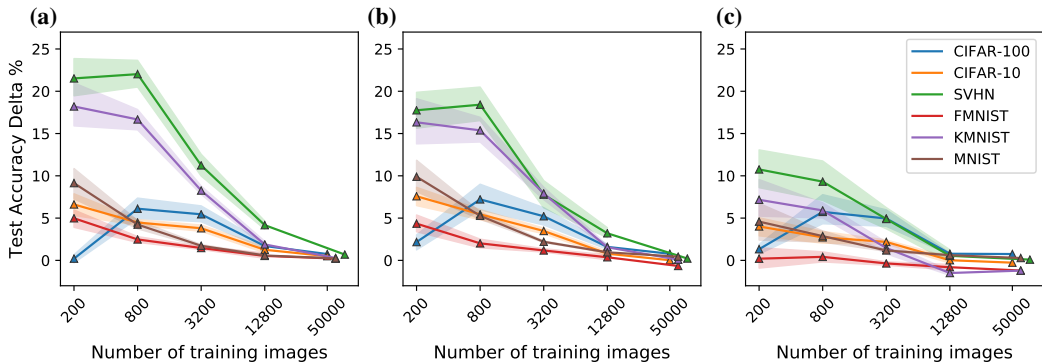 (a)
(b)
(c)
Test Accuracy Delta %
25
20
15
10
5
0
200
800
3200
12800
50000
Number of training images
25
20
15
10
5
0
200
800
3200
12800
50000
Number of training images
25
20
15
10
5
0
200
800
3200
12800
50000
Number of training images
CIFAR-100
CIFAR-10
SVHN
FMNIST
KMNIST
MNIST